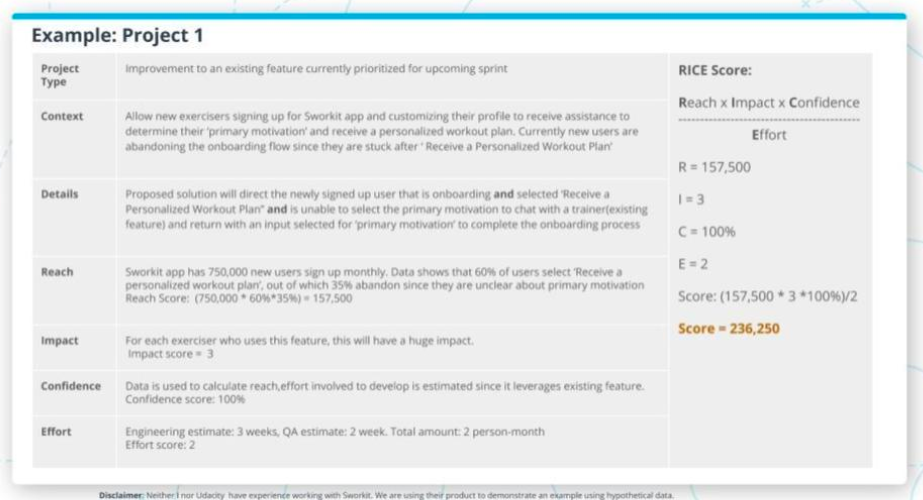 Example: Project 1
Project
Type
Improvement to an existing feature currently prioritized for upcoming sprint
Context
Allow new exercisers signing up for Sworkit app and customizing their profile to receive assistance to
determine their 'primary motivation' and receive a personalized workout plan. Currently new users are
abandoning the onboarding flow since they are stuck after ' Receive a Personalized Workout Plan'
Details
Proposed solution will direct the newly signed up user that is onboarding and selected 'Receive a
Personalized Workout Plan" and is unable to select the primary motivation to chat with a trainer(existing
feature) and return with an input selected for 'primary motivation' to complete the onboarding process
Reach
Sworkit app has 750,000 new users sign up monthly. Data shows that 60% of users select 'Receive a
personalized workout plan', out of which 35% abandon since they are unclear about primary motivation
Reach Score: (750,000 * 60%*35%) = 157,500
Impact
For each exerciser who uses this feature, this will have a huge impact.
Impact score = 3
Confidence
Data is used to calculate reach,effort involved to develop is estimated since it leverages existing feature.
Confidence score: 100%
Effort
Engineering estimate: 3 weeks, QA estimate: 2 week. Total amount: 2 person-month
Effort score: 2
RICE Score:
Reach x Impact x Confidence
--------------------------------------------
Effort
R = 157,500
I = 3
C = 100%
E = 2
Score: (157,500 * 3 *100%)/2
Score = 236,250
Disclaimer: Neither I nor Udacity have experience working with Sworkit. We are using their product to demonstrate an example using hypothetical data.